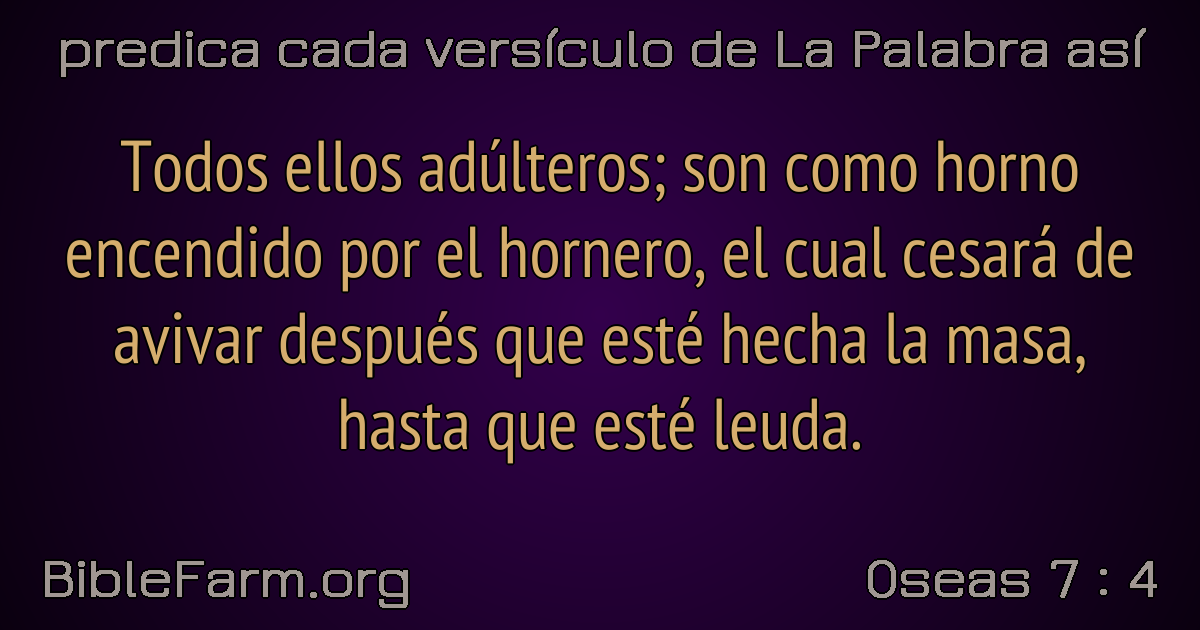 predica cada versículo de La Palabra así
Todos ellos adúlteros; son como horno
encendido por el hornero, el cual cesará de
avivar después que esté hecha la masa,
hasta que esté leuda.
BibleFarm.org
Oseas 7 : 4